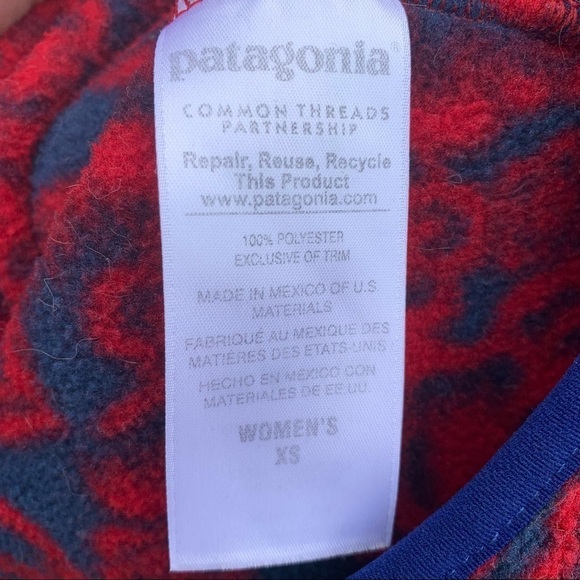 patagonia®
COMMON THREADS
PARTNERSHIP
Repair, Reuse, Recycle
This Product
www.patagonia.com
100% POLYESTER
EXCLUSIVE OF TRIM
MADE IN MEXICO OF U.S.
MATERIALS
FABRIQUÉ AU MEXIQUE DES
MATIÈRES DES ETATS-UNIS
HECHO EN MEXICO CON
MATERIALES DE EE.UU.
WOMEN'S
XS